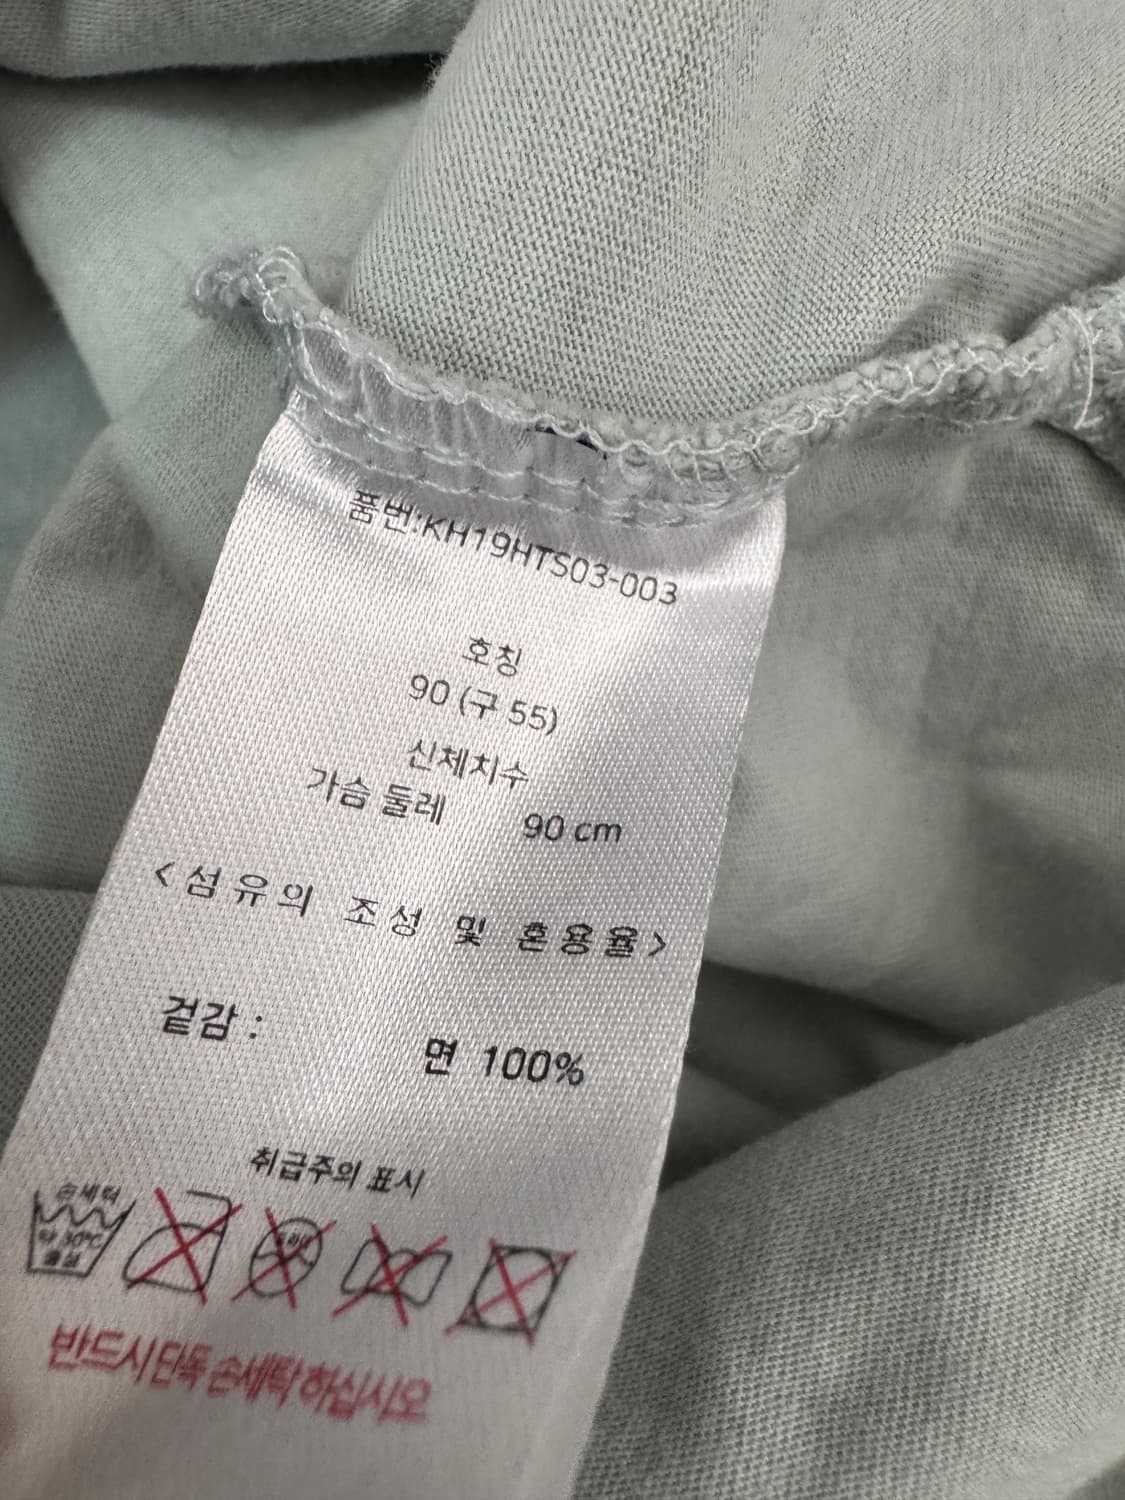 품번:KH19HTS03-003
호칭
90 (구 55)
신체치수
가슴 둘레 90 cm
<섬유의 조성 및 혼용율>
겉감 :
면 100%
취급주의 표시
손세탁
약 30℃
중성
반드시 단독 손세탁 하십시오